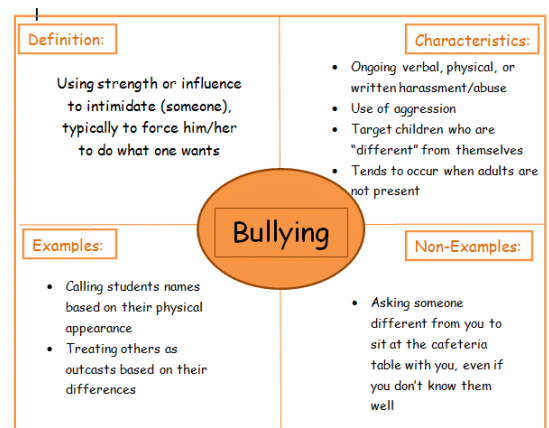 Definition:
Using strength or influence
to intimidate (someone),
typically to force him/her
to do what one wants
Characteristics:
• Ongoing verbal, physical, or
written harassment/abuse
• Use of aggression
• Target children who are
“different” from themselves
• Tends to occur when adults are
not present
Bullying
Examples:
• Calling students names
based on their physical
appearance
• Treating others as
outcasts based on their
differences
Non-Examples:
• Asking someone
different from you to
sit at the cafeteria
table with you, even if
you don’t know them
well